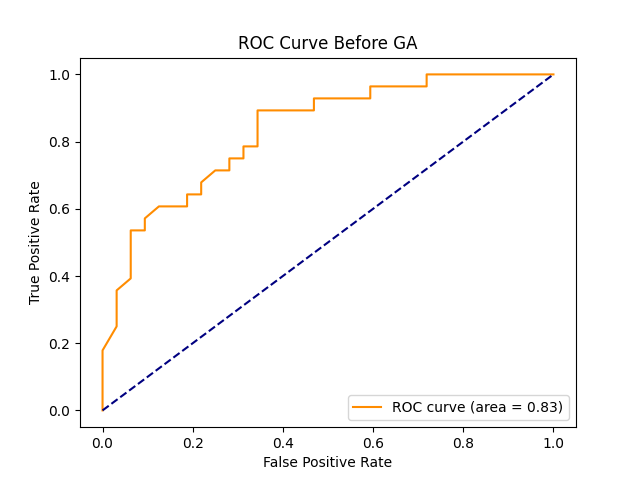 ROC Curve Before GA
True Positive Rate
1.0
0.8
0.6
0.4
0.2
0.0
ROC curve (area = 0.83)
0.0 0.2 0.4 0.6 0.8 1.0
False Positive Rate